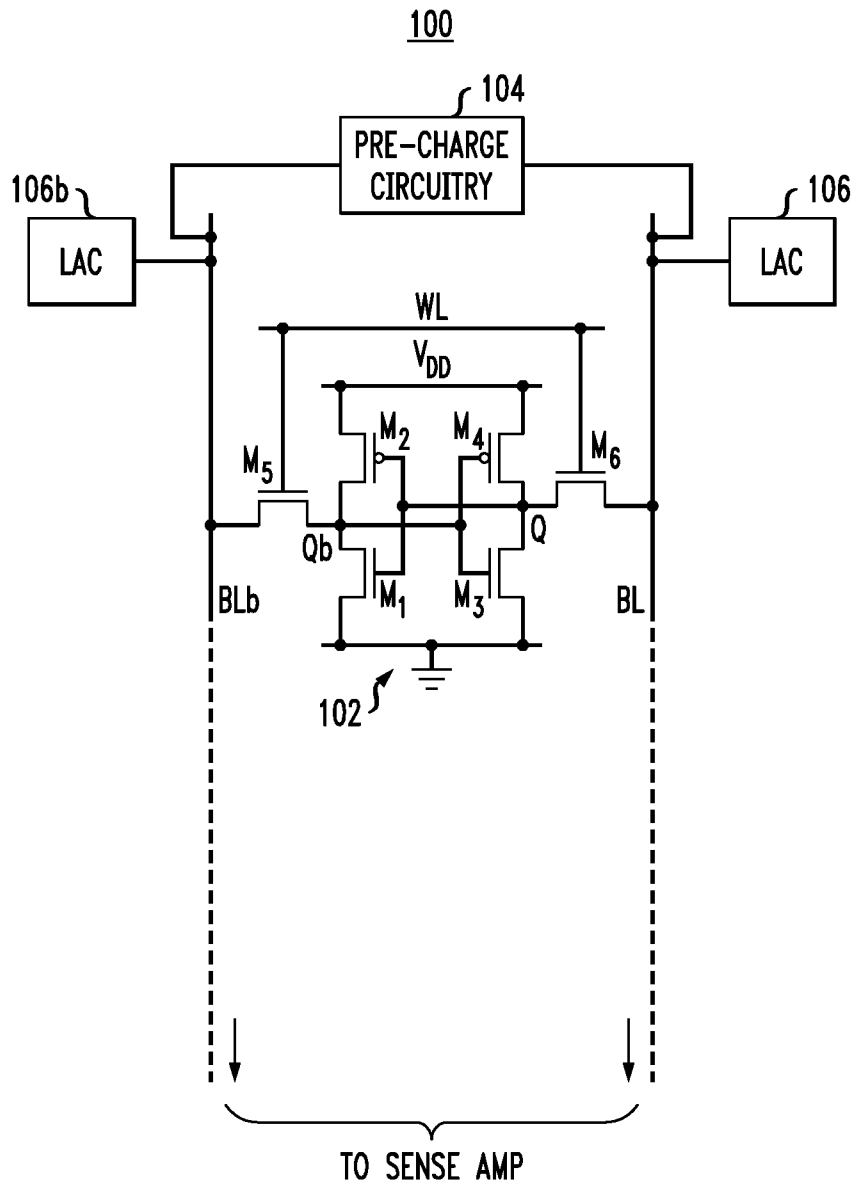 100
104
PRE-CHARGE
CIRCUITRY
106b
106
LAC
LAC
WL
VDD
M2
M4
M5
M6
Qb
Q
BLb
M1
M3
BL
102
TO SENSE AMP